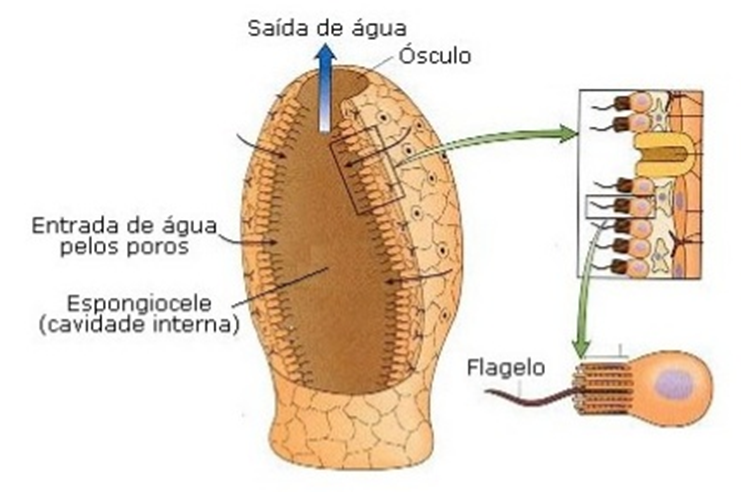 Saída de água
Ósculo
Entrada de água
pelos poros
Espongiocele
(cavidade interna)
Flagelo